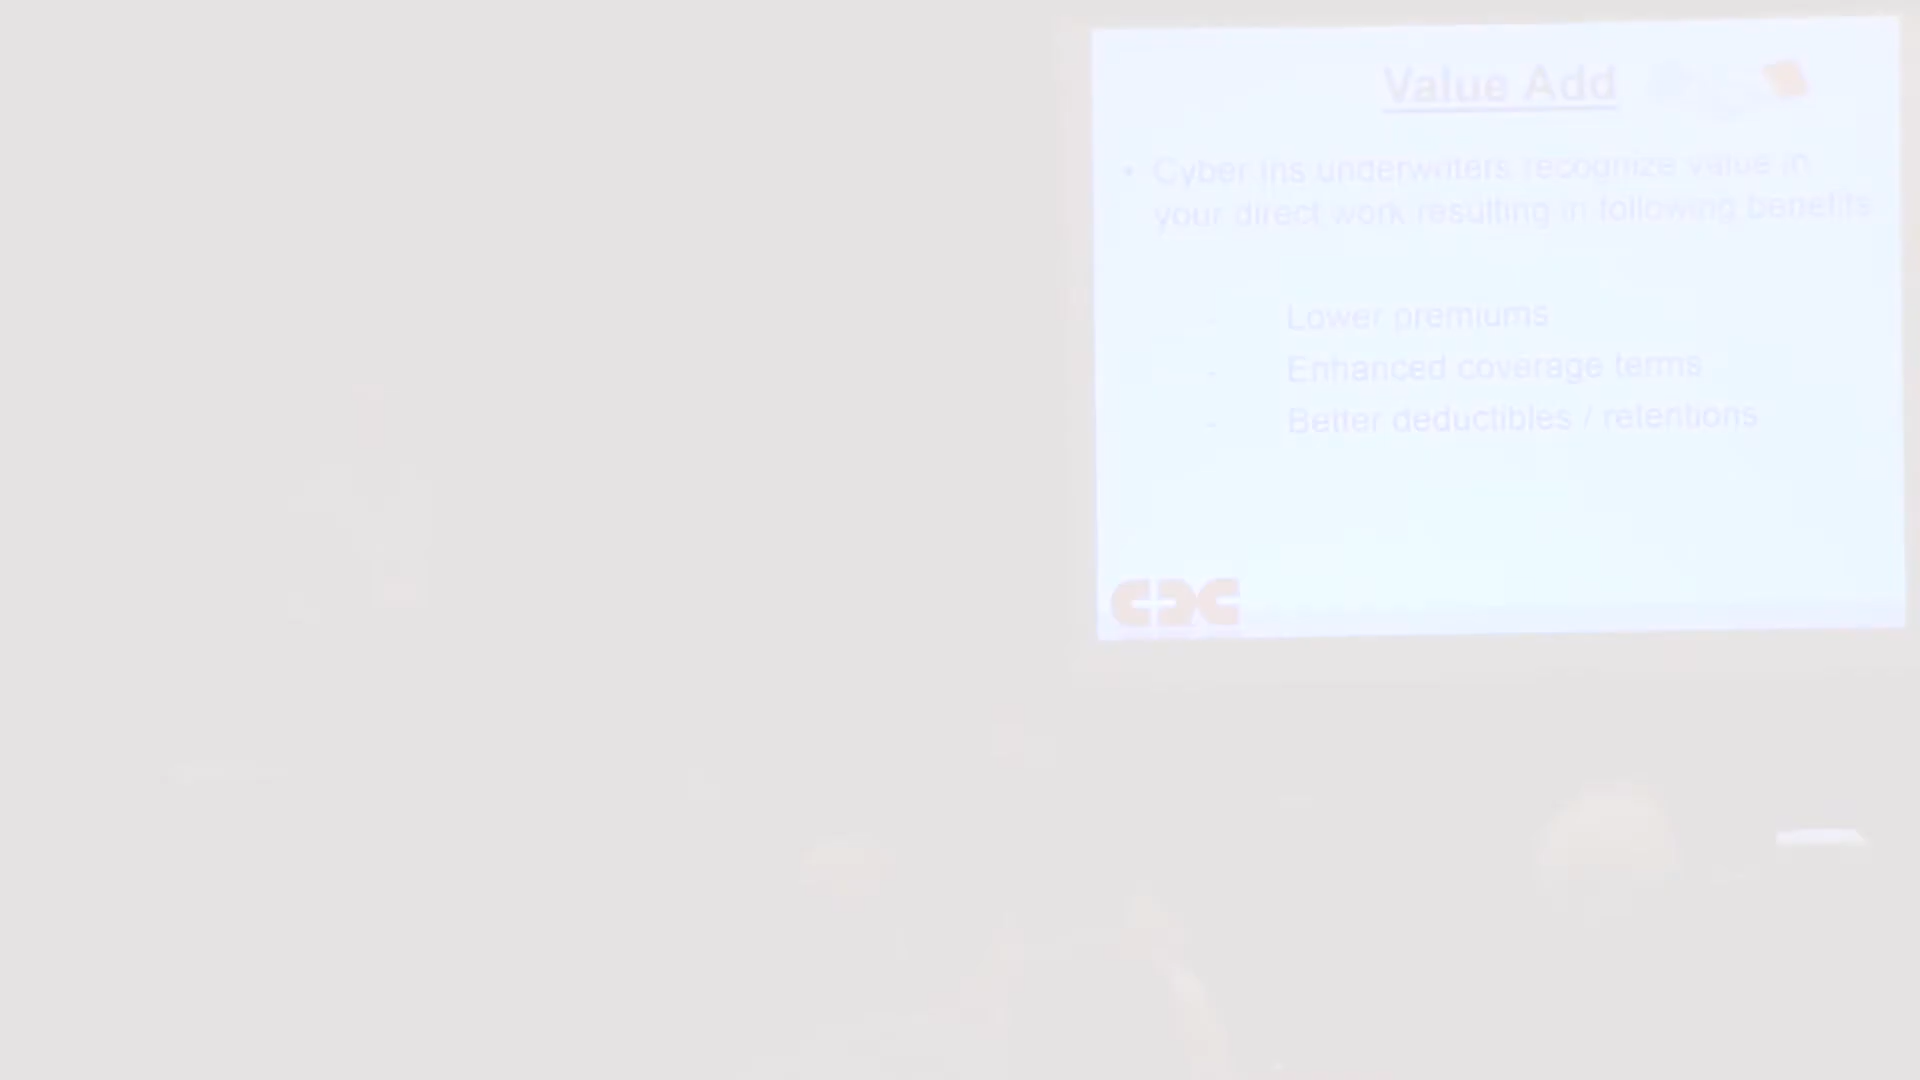 Value Add
• Cyber Ins underwriters recognize value in
your direct work resulting in following benefits
- Lower premiums
- Enhanced coverage terms
- Better deductibles / retentions